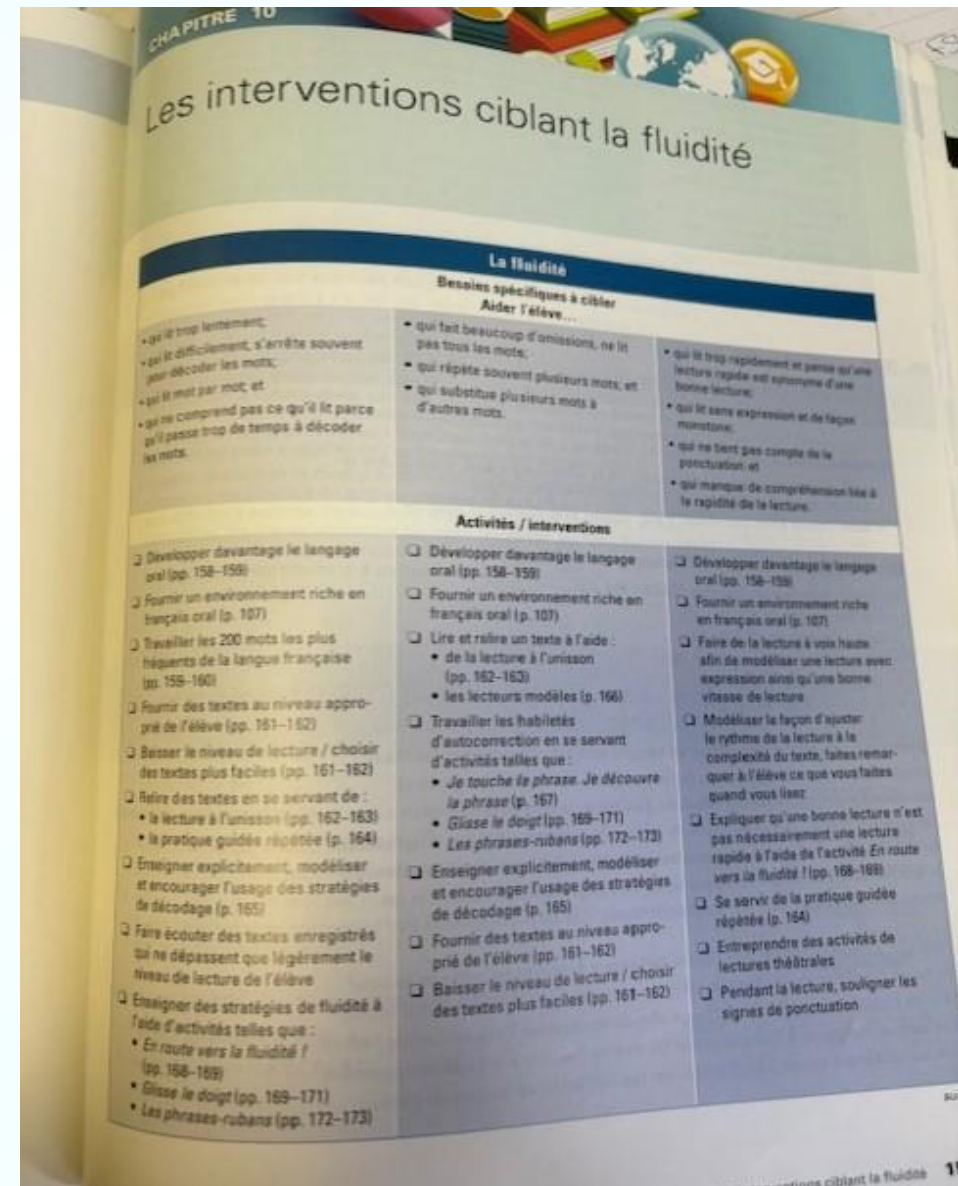 CHAPITRE 10
Les interventions ciblant la fluidité
La fluidité
Besoins spécifiques à cibler
Aider l'élève...
• qui lit trop lentement;
• qui lit difficilement, s'arrête souvent
pour décoder les mots;
• qui lit mot par mot; et
• qui ne comprend pas ce qu'il lit parce
qu'il passe trop de temps à décoder
les mots.
• qui fait beaucoup d'omissions, ne lit
pas tous les mots;
• qui répète souvent plusieurs mots; et
• qui substitue plusieurs mots à
d'autres mots.
• qui lit trop rapidement et pense qu'une
lecture rapide est synonyme d'une
bonne lecture;
• qui lit sans expression et de façon
monotone;
• qui ne tient pas compte de la
ponctuation; et
• qui manque de compréhension liée à
la rapidité de la lecture.
Activités / interventions
❑ Développer davantage le langage
oral (pp. 158–159)
❑ Fournir un environnement riche en
français oral (p. 107)
❑ Travailler les 200 mots les plus
fréquents de la langue française
(pp. 159–160)
❑ Fournir des textes au niveau appro-
prié de l'élève (pp. 161–162)
❑ Baisser le niveau de lecture / choisir
des textes plus faciles (pp. 161–162)
❑ Relire des textes en se servant de :
• la lecture à l'unisson (pp. 162–163)
• la pratique guidée répétée (p. 164)
❑ Enseigner explicitement, modéliser
et encourager l'usage des stratégies
de décodage (p. 165)
❑ Faire écouter des textes enregistrés
qui ne dépassent que légèrement le
niveau de lecture de l'élève
❑ Enseigner des stratégies de fluidité à
l'aide d'activités telles que :
• En route vers la fluidité !
(pp. 168–169)
• Glisse le doigt (pp. 169–171)
• Les phrases-rubans (pp. 172–173)
❑ Développer davantage le langage
oral (pp. 158–159)
❑ Fournir un environnement riche en
français oral (p. 107)
❑ Lire et relire un texte à l'aide :
• de la lecture à l'unisson
(pp. 162–163)
• les lecteurs modèles (p. 166)
❑ Travailler les habiletés
d'autocorrection en se servant
d'activités telles que :
• Je touche la phrase. Je découvre
la phrase (p. 167)
• Glisse le doigt (pp. 169–171)
• Les phrases-rubans (pp. 172–173)
❑ Enseigner explicitement, modéliser
et encourager l'usage des stratégies
de décodage (p. 165)
❑ Fournir des textes au niveau appro-
prié de l'élève (pp. 161–162)
❑ Baisser le niveau de lecture / choisir
des textes plus faciles (pp. 161–162)
❑ Développer davantage le langage
oral (pp. 158–159)
❑ Fournir un environnement riche
en français oral (p. 107)
❑ Faire de la lecture à voix haute
afin de modéliser une lecture avec
expression ainsi qu'une bonne
vitesse de lecture
❑ Modéliser la façon d'ajuster
le rythme de la lecture à la
complexité du texte, faites remar-
quer à l'élève ce que vous faites
quand vous lisez
❑ Expliquer qu'une bonne lecture n'est
pas nécessairement une lecture
rapide à l'aide de l'activité En route
vers la fluidité ! (pp. 168–169)
❑ Se servir de la pratique guidée
répétée (p. 164)
❑ Entreprendre des activités de
lectures théâtrales
❑ Pendant la lecture, souligner les
signes de ponctuation
ciblant la fluidité